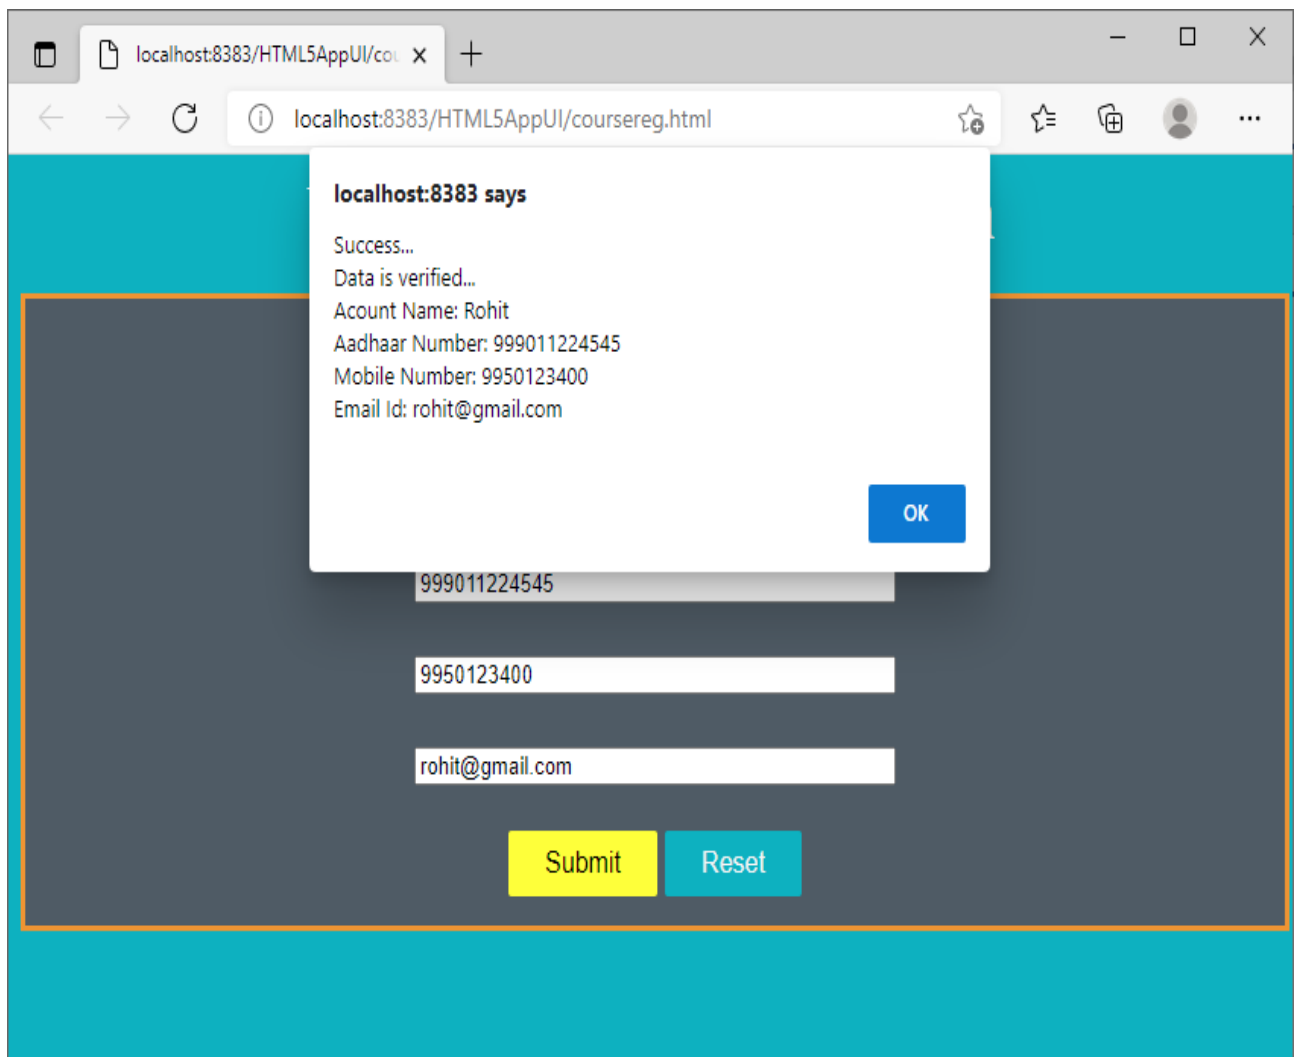 localhost:8383/HTML5AppUI/cou
localhost:8383/HTML5AppUI/coursereg.html
localhost:8383 says
Success...
Data is verified...
Acount Name: Rohit
Aadhaar Number: 999011224545
Mobile Number: 9950123400
Email Id: rohit@gmail.com
OK
999011224545
9950123400
rohit@gmail.com
Submit Reset